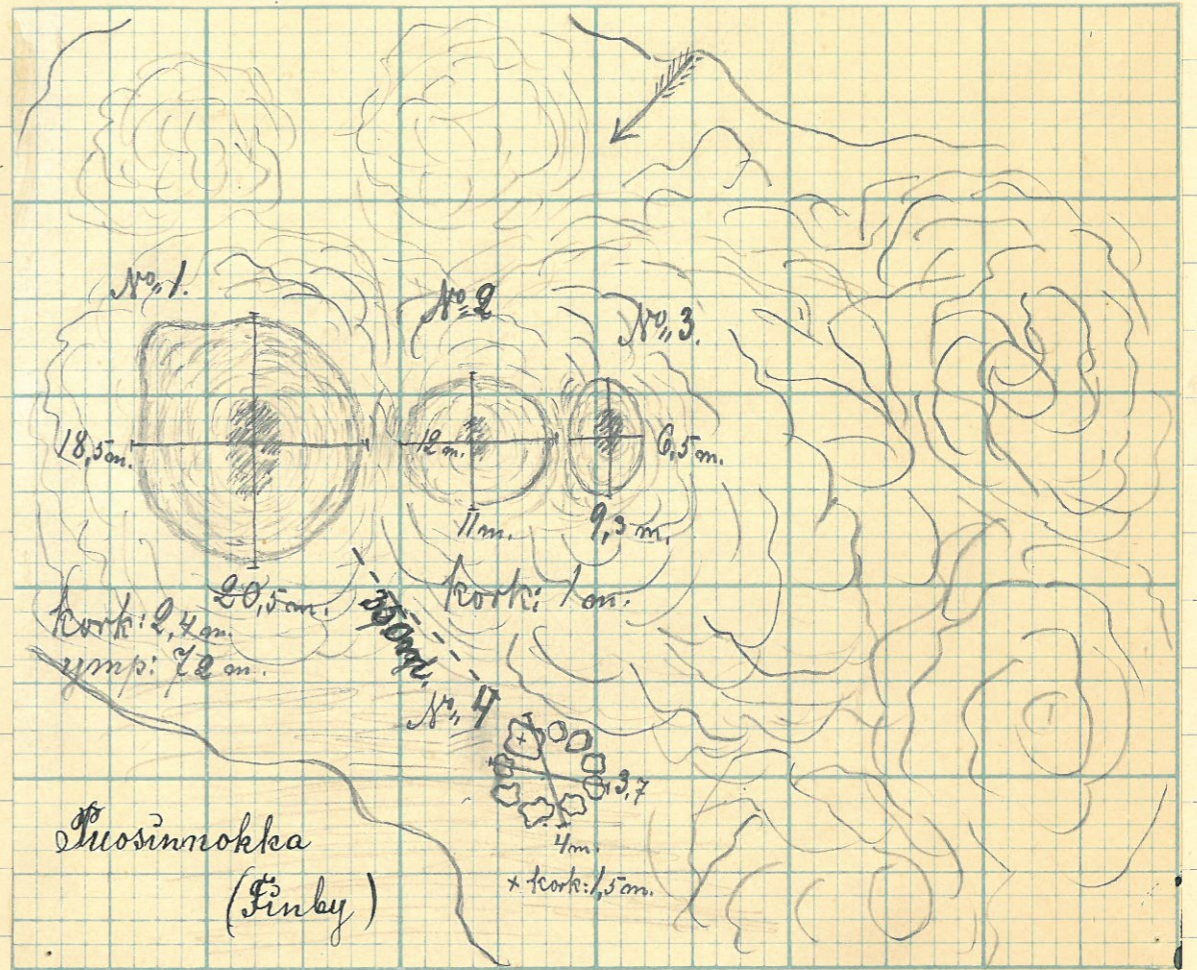 No 1.
No 2
No 3.
18,5 m.
12 m.
6,5 m.
11 m.
9,3 m.
20,5 m.
kork: 1 m.
kork: 2,4 m.
ymp: 72 m.
No 4
3,7
4 m.
× kork: 1,5 m.
Puosinnokka
(Finby)